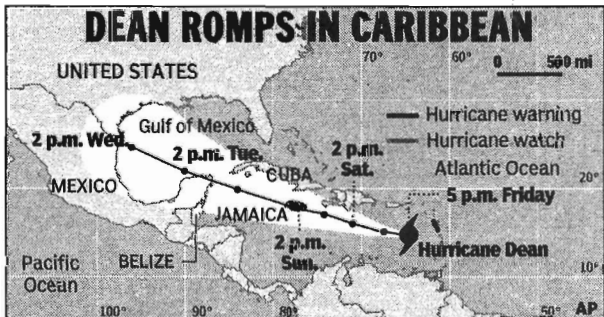 DEAN ROMPS IN CARIBBEAN
70° 60°
0 500 mi
UNITED STATES
Hurricane warning
Gulf of Mexico
Hurricane watch
2 p.m. Wed.
2 p.m. Tue.
2 p.m.
Sat.
Atlantic Ocean
CUBA
20°
MEXICO
5 p.m. Friday
JAMAICA
Hurricane Dean
2 p.m.
Sun.
BELIZE
Pacific
Ocean
10°
100° 90° 80° 50° AP